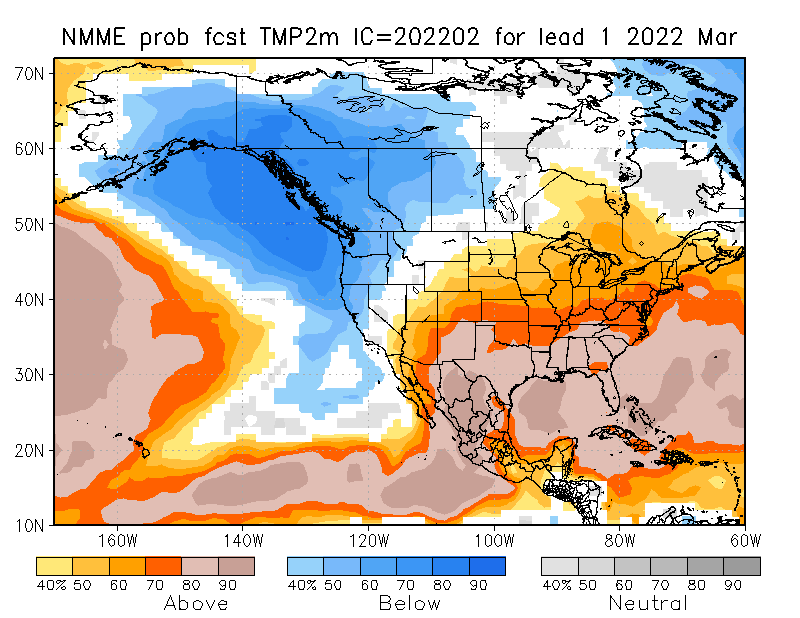 NMME prob fcst TMP2m IC=202202 for lead 1 2022 Mar
70N
60N
50N
40N
30N
20N
10N
160W 140W 120W 100W 80W 60W
40% 50 60 70 80 90 40% 50 60 70 80 90 40% 50 60 70 80 90
Above Below Neutral